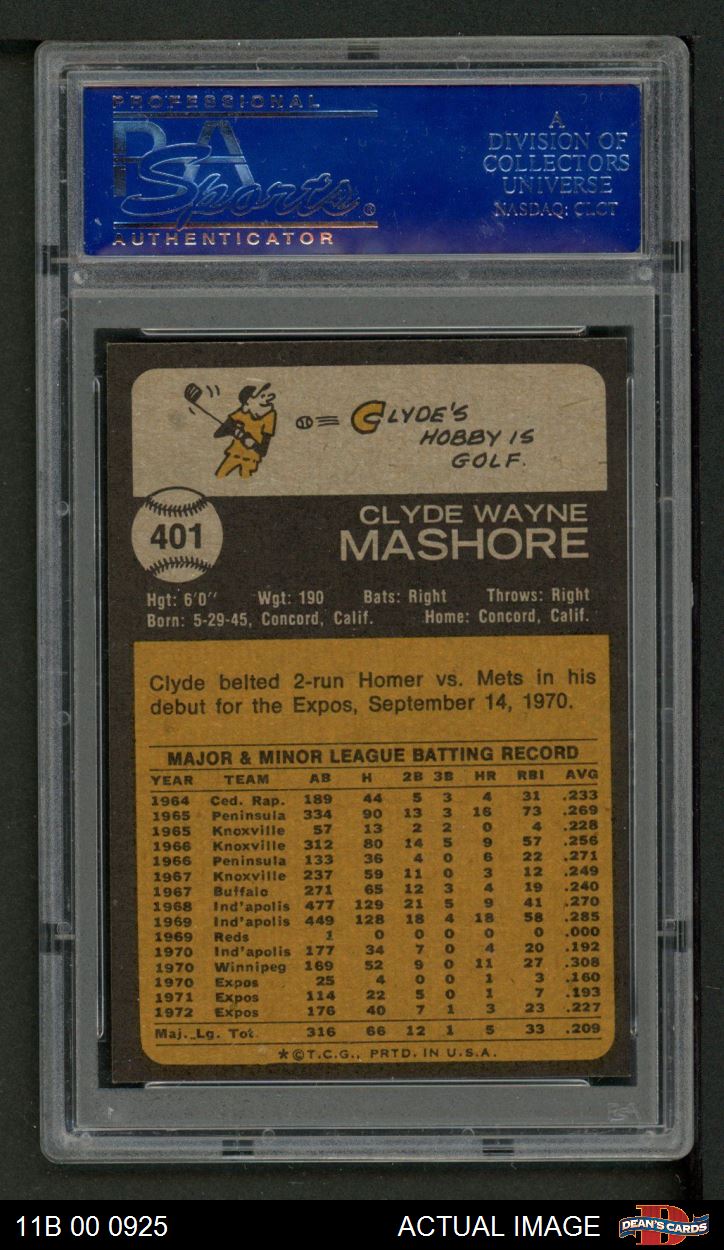 PROFESSIONAL
PSA
Sports®
AUTHENTICATOR
A
DIVISION OF
COLLECTORS
UNIVERSE
NASDAQ: CLCT
CLYDE'S
HOBBY IS
GOLF.
401
CLYDE WAYNE
MASHORE
Hgt: 6'0" Wgt: 190 Bats: Right Throws: Right
Born: 5-29-45, Concord, Calif. Home: Concord, Calif.
Clyde belted 2-run Homer vs. Mets in his
debut for the Expos, September 14, 1970.
MAJOR & MINOR LEAGUE BATTING RECORD
YEAR TEAM AB H 2B 3B HR RBI AVG
1964 Ced. Rap. 189 44 5 3 4 31 .233
1965 Peninsula 334 90 13 3 16 73 .269
1965 Knoxville 57 13 2 2 0 4 .228
1966 Knoxville 312 80 14 5 9 57 .256
1966 Peninsula 133 36 4 0 6 22 .271
1967 Knoxville 237 59 11 0 3 12 .249
1967 Buffalo 271 65 12 3 4 19 .240
1968 Ind'apolis 477 129 21 5 9 41 .270
1969 Ind'apolis 449 128 18 4 18 58 .285
1969 Reds 1 0 0 0 0 0 .000
1970 Ind'apolis 177 34 7 0 4 20 .192
1970 Winnipeg 169 52 9 0 11 27 .308
1970 Expos 25 4 0 0 1 3 .160
1971 Expos 114 22 5 0 1 7 .193
1972 Expos 176 40 7 1 3 23 .227
Maj. Lg. Tot. 316 66 12 1 5 33 .209
*©T.C.G., PRTD. IN U.S.A.
PSA
11B 00 0925 ACTUAL IMAGE
DEAN'S CARDS